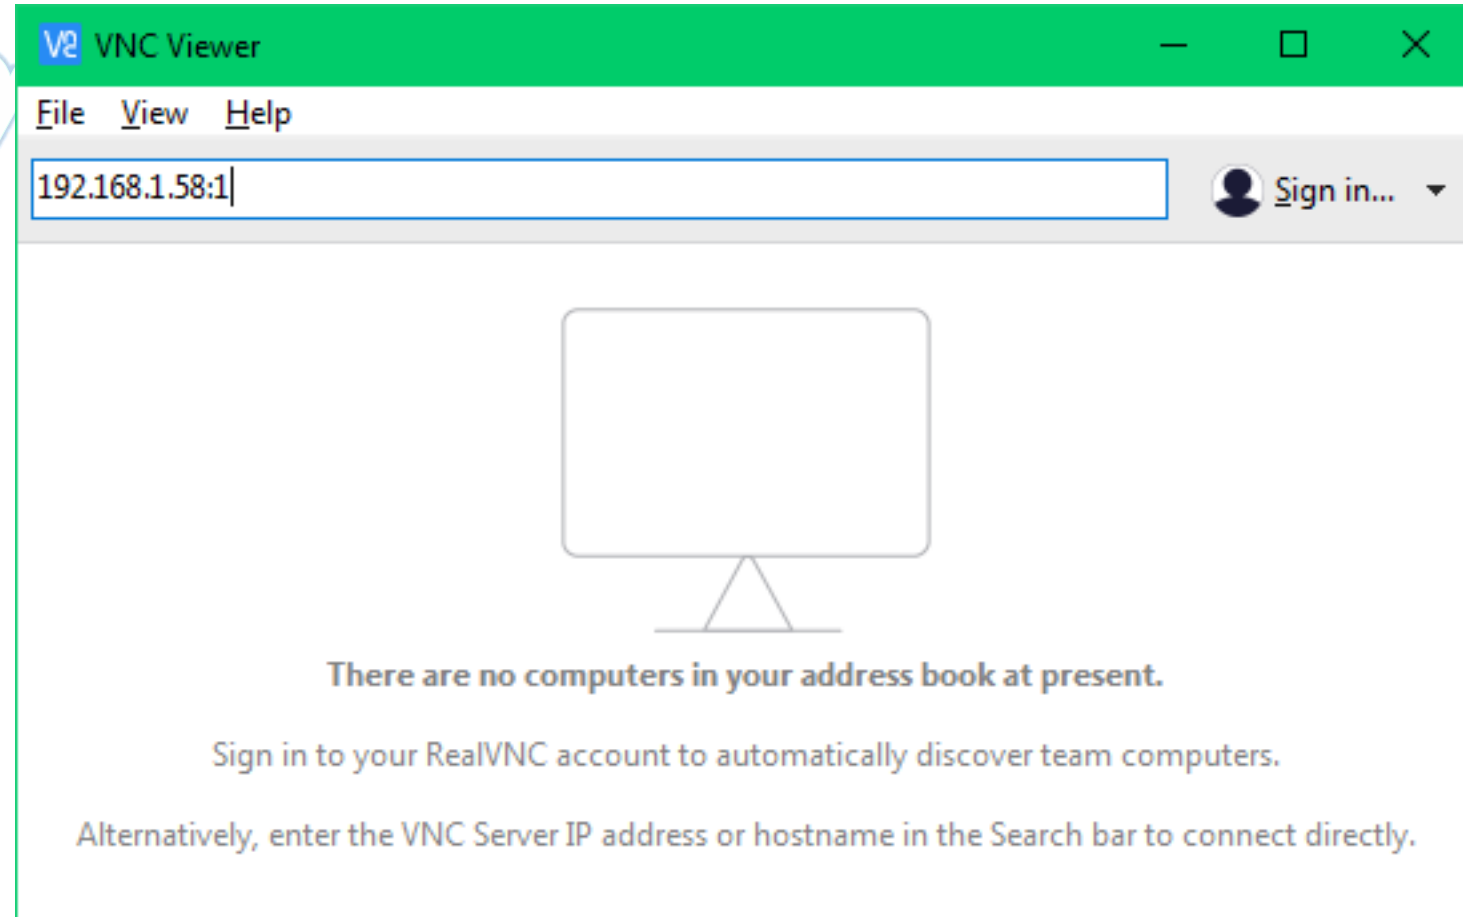 V2 VNC Viewer
File View Help
192.168.1.58:1
Sign in...
There are no computers in your address book at present.
Sign in to your RealVNC account to automatically discover team computers.
Alternatively, enter the VNC Server IP address or hostname in the Search bar to connect directly.